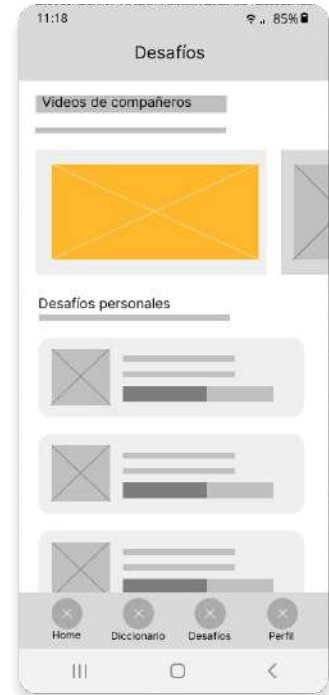 11:18 85%
Desafíos
Videos de compañeros
Desafíos personales
Home Diccionario Desafíos Perfil